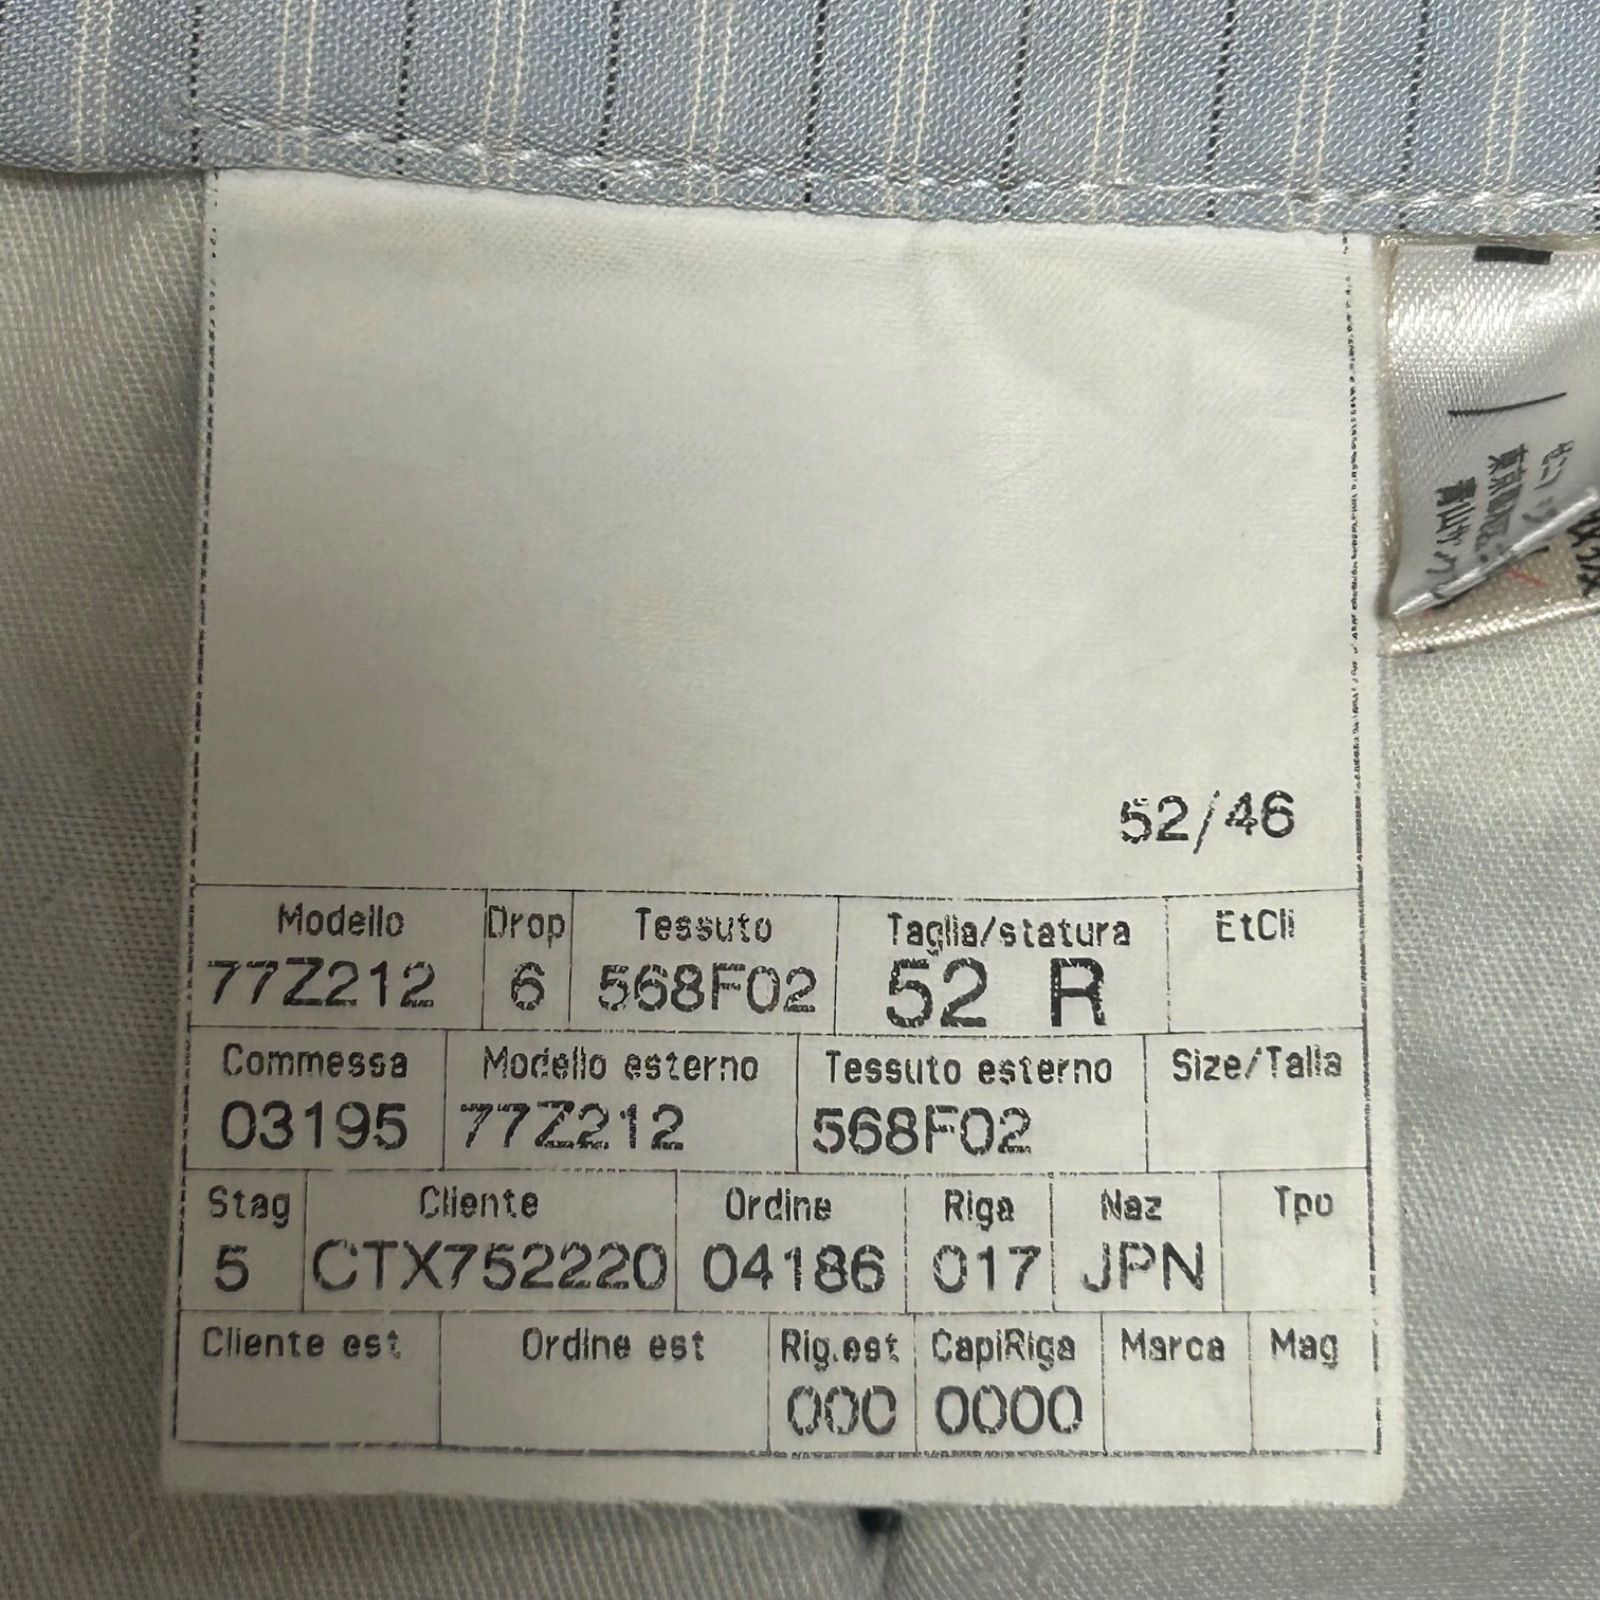 52/46
Modello Drop Tessuto Taglia/statura EtCli
77Z212 6 568F02 52 R
Commessa Modello esterno Tessuto esterno Size/Talla
03195 77Z212 568F02
Stag Cliente Ordine Riga Naz Tpo
5 CTX752220 04186 017 JPN
Cliente est Ordine est Rig.est CapiRiga Marca Mag
000 0000